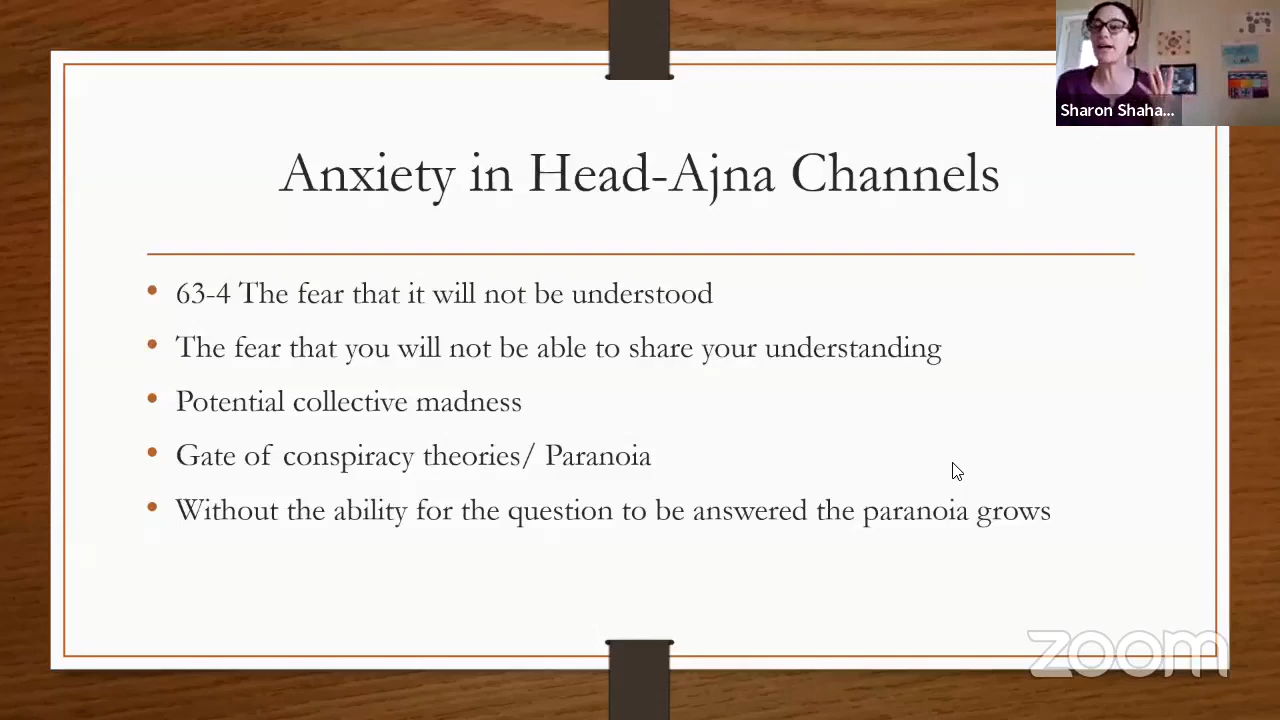 Sharon Shaha...
Anxiety in Head-Ajna Channels
• 63-4 The fear that it will not be understood
• The fear that you will not be able to share your understanding
• Potential collective madness
• Gate of conspiracy theories/ Paranoia
• Without the ability for the question to be answered the paranoia grows
zoom